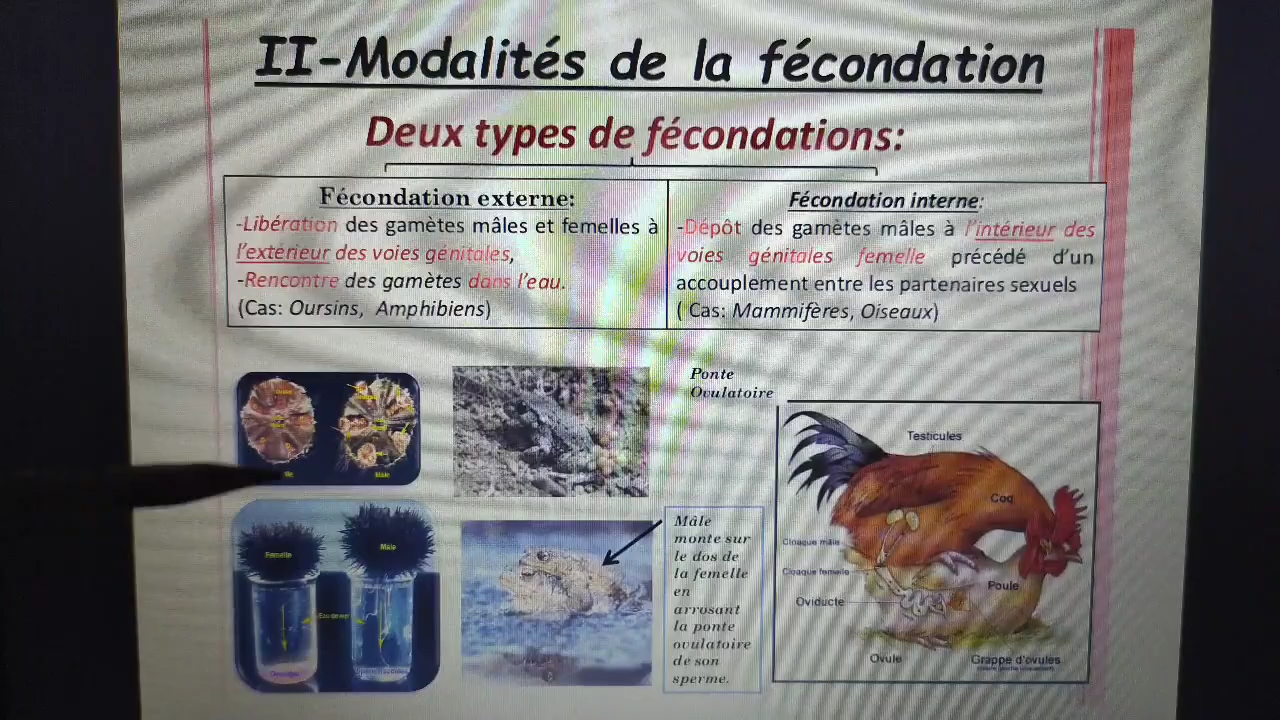 II-Modalités de la fécondation
Deux types de fécondations:
Fécondation externe:
-Libération des gamètes mâles et femelles à
l'extérieur des voies génitales,
-Rencontre des gamètes dans l'eau.
(Cas: Oursins, Amphibiens)
Fécondation interne:
-Dépôt des gamètes mâles à l'intérieur des
voies génitales femelle précédé d'un
accouplement entre les partenaires sexuels
( Cas: Mammifères, Oiseaux)
Mâle
Femelle
Mâle
Eau de mer
Ponte
Ovulatoire
Mâle
monte sur
le dos de
la femelle
en
arrosant
la ponte
ovulatoire
de son
sperme.
Testicules
Coq
Cloaque mâle
Cloaque femelle
Poule
Oviducte
Ovule
Grappe d'ovules